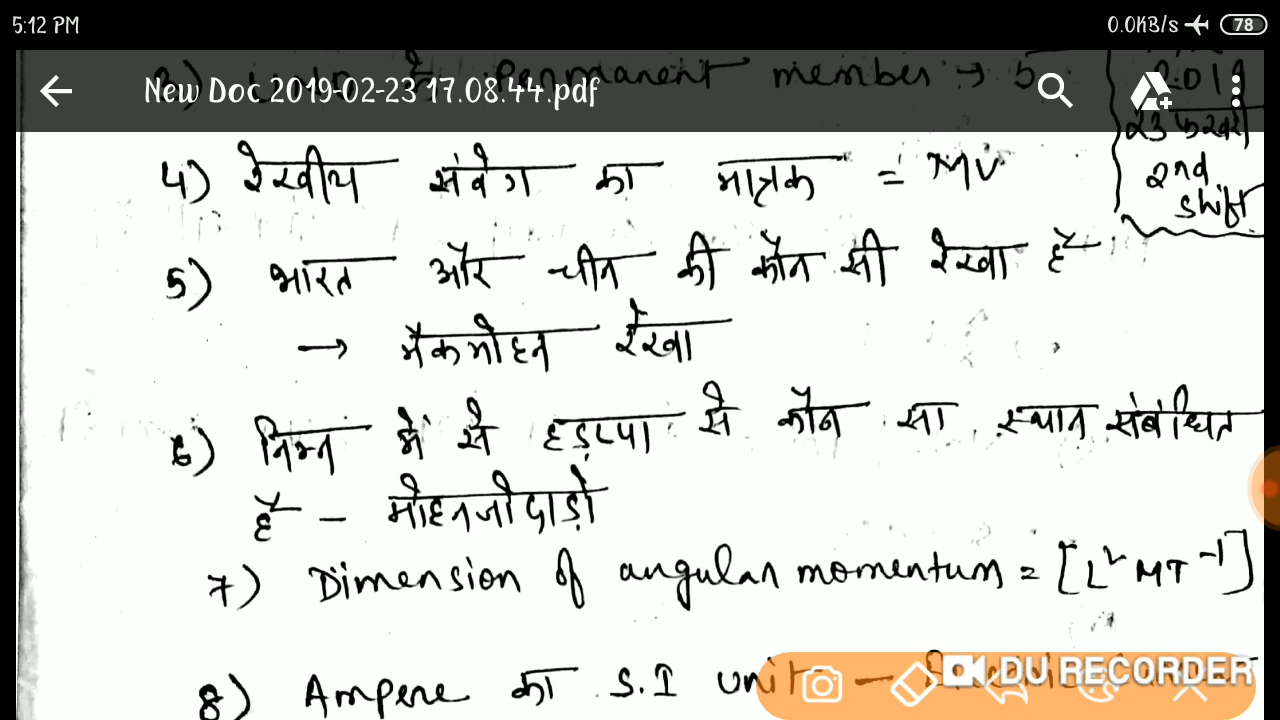 5:12 PM 0.0KB/s 78
New Doc 2019-02-23 17.08.44.pdf
Permanent member → 5
2019
23 फरवरी
2nd
shift
4) रेखीय संवेग का मात्रक = MV
5) भारत और चीन की कौन सी रेखा है
→ मैकमोहन रेखा
6) निम्न में से हड़प्पा से कौन सा स्थान संबंधित
है - मोहनजोदाड़ो
7) Dimension of angular momentum = [L² MT⁻¹]
8) Ampere का S.I unit —
DU RECORDER